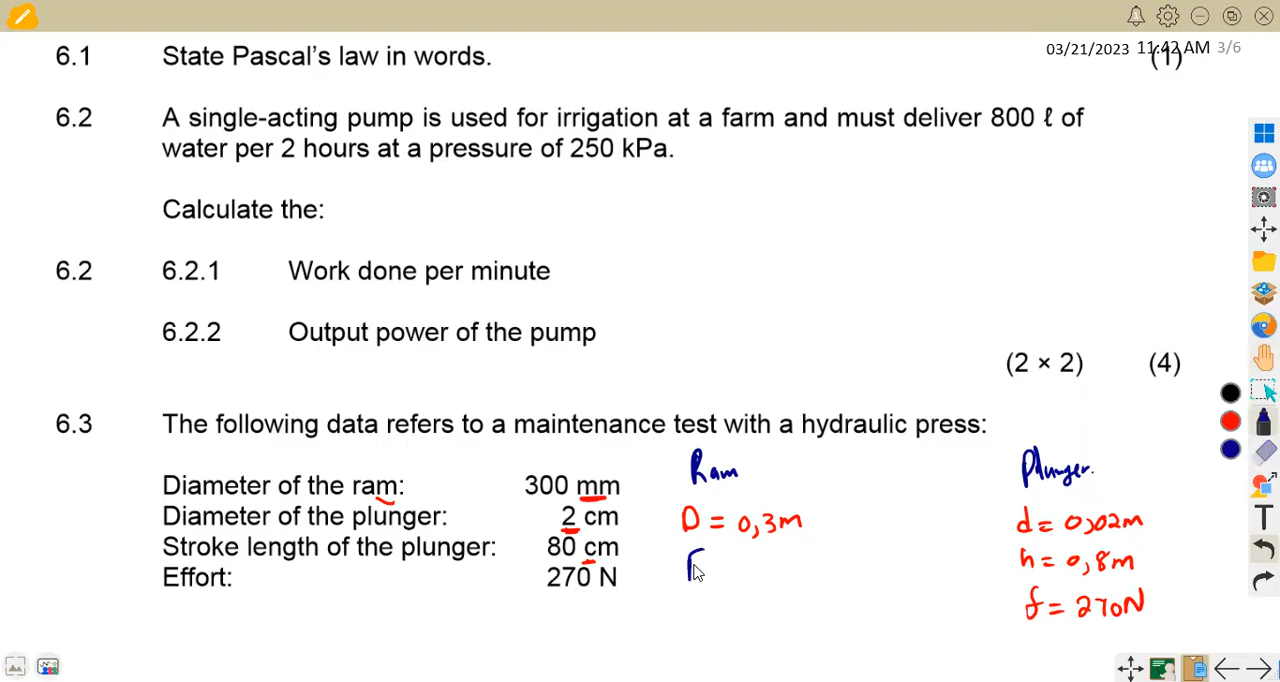 03/21/2023 11:42 AM 3/6
6.1 State Pascal's law in words. (1)
6.2 A single-acting pump is used for irrigation at a farm and must deliver 800 ℓ of
water per 2 hours at a pressure of 250 kPa.
Calculate the:
6.2 6.2.1 Work done per minute
6.2.2 Output power of the pump
(2 × 2) (4)
6.3 The following data refers to a maintenance test with a hydraulic press:
Ram Plunger.
Diameter of the ram: 300 mm
D = 0,3m d = 0,02m
Diameter of the plunger: 2 cm
Stroke length of the plunger: 80 cm h = 0,8m
Effort: 270 N f = 270N
T